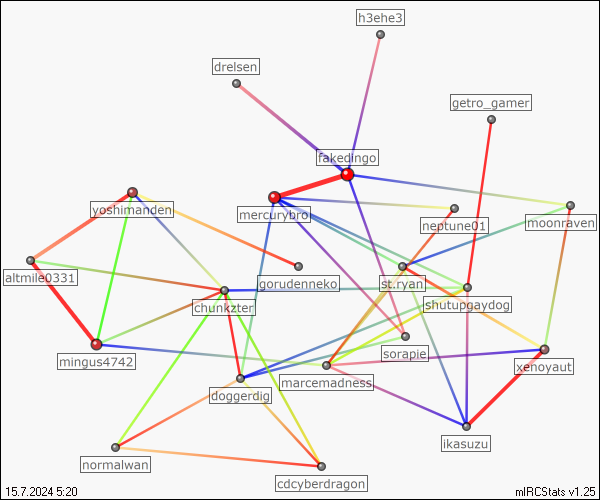 h3ehe3
drelsen
getro_gamer
fakedingo
yoshimanden
mercurybro
neptune01
moonraven
altmile0331
gorudenneko
st.ryan
chunkzter
shutupgaydog
mingus4742
sorapie
xenoyaut
doggerdig
marcemadness
ikasuzu
normalwan
cdcyberdragon
15.7.2024 5:20
mIRCStats v1.25